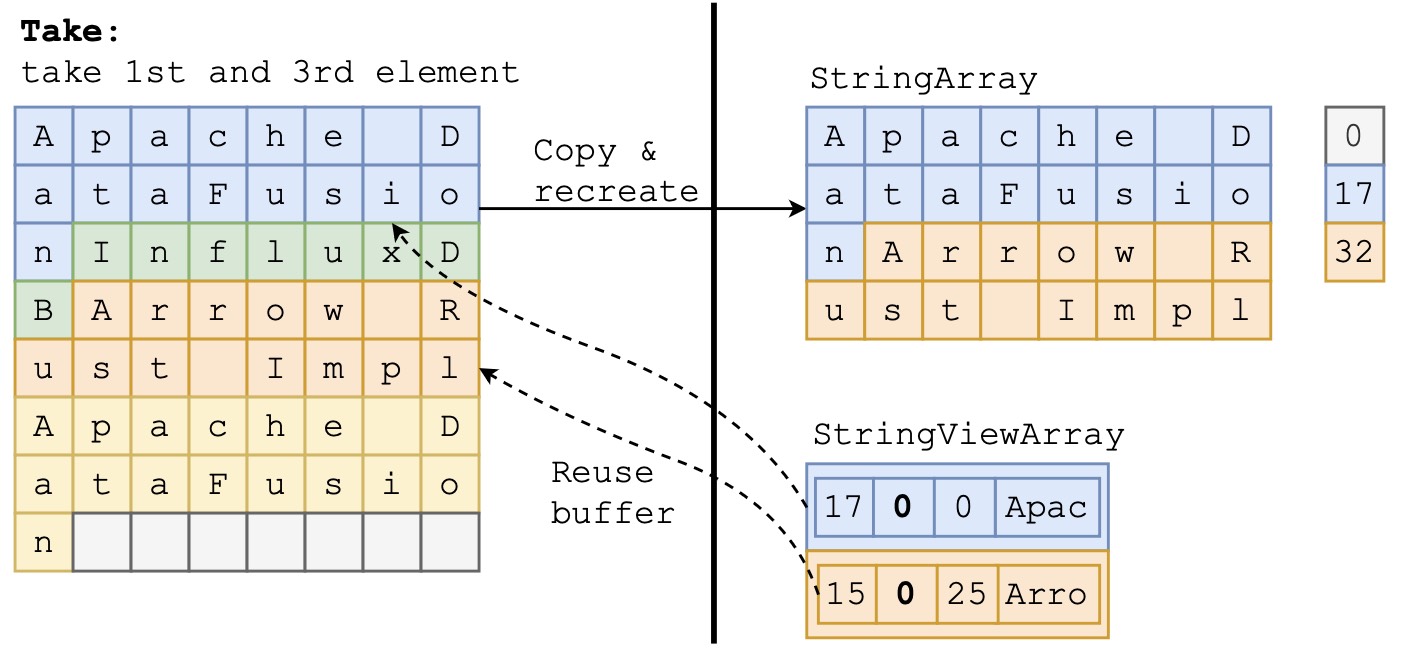 Take:
take 1st and 3rd element
A p a c h e D
a t a F u s i o
n I n f l u x D
B A r r o w R
u s t I m p l
A p a c h e D
a t a F u s i o
n
Copy &
recreate
Reuse
buffer
StringArray
A p a c h e D
a t a F u s i o
n A r r o w R
u s t I m p l
0
17
32
StringViewArray
17 0 0 Apac
15 0 25 Arro